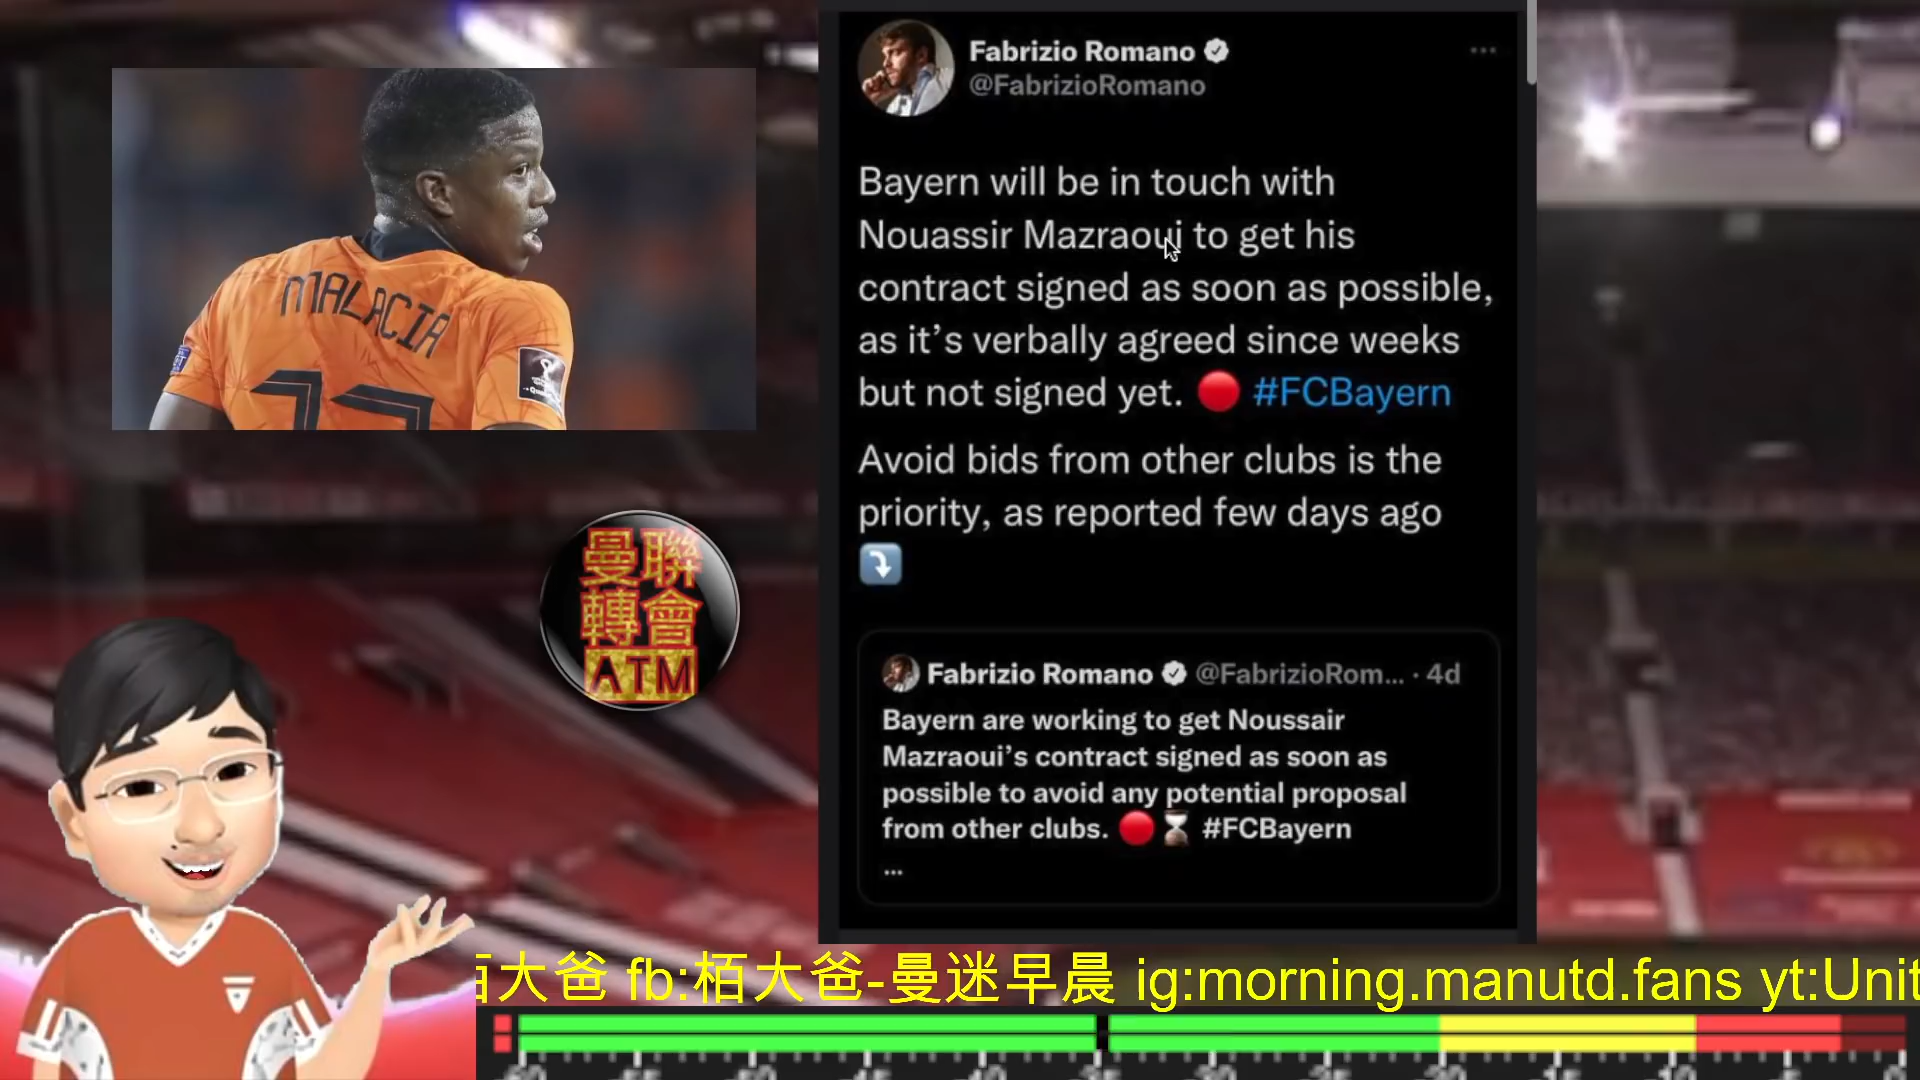 MALACIA
Fabrizio Romano
@FabrizioRomano
Bayern will be in touch with
Nouassir Mazraoui to get his
contract signed as soon as possible,
as it’s verbally agreed since weeks
but not signed yet. 🔴 #FCBayern
Avoid bids from other clubs is the
priority, as reported few days ago
⤵️
Fabrizio Romano @FabrizioRom... · 4d
Bayern are working to get Noussair
Mazraoui’s contract signed as soon as
possible to avoid any potential proposal
from other clubs. 🔴⏳ #FCBayern
...
曼聯
轉會
ATM
大爸 fb:栢大爸-曼迷早晨 ig:morning.manutd.fans yt:Unit